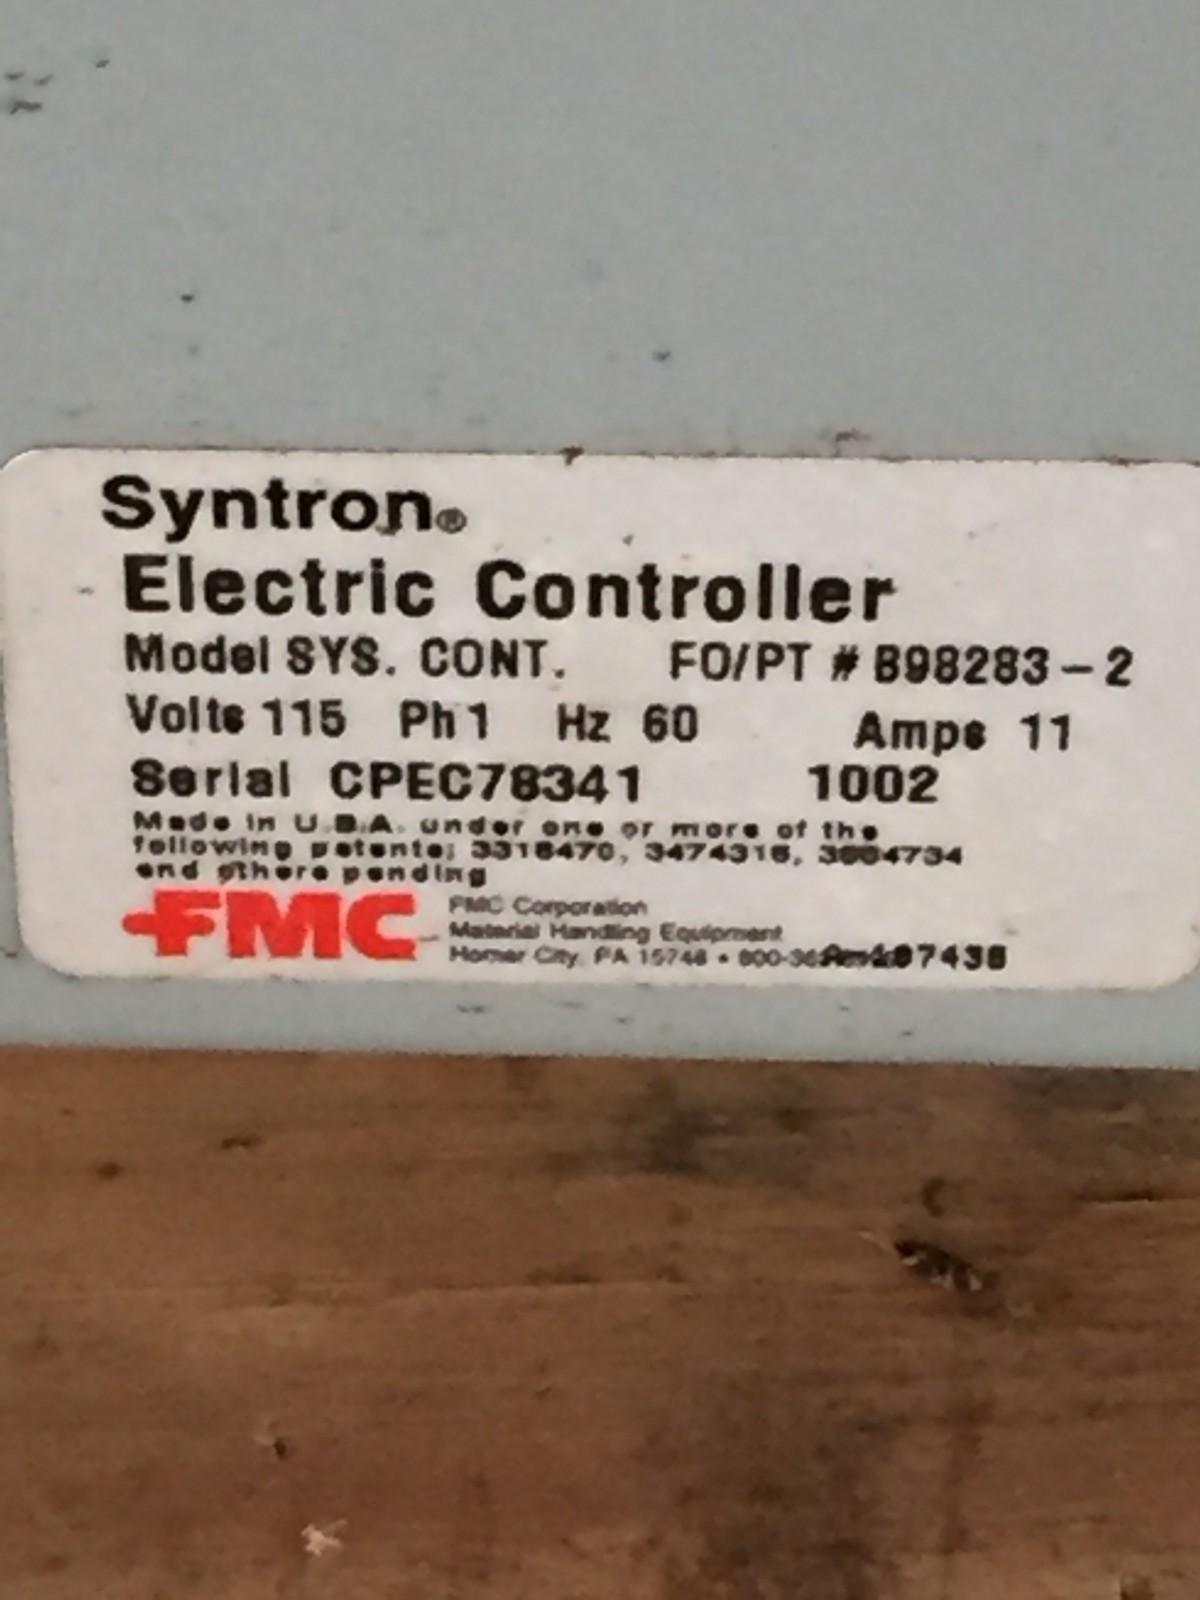 Syntron®
Electric Controller
Model SYS. CONT. FO/PT # B98283-2
Volts 115 Ph 1 Hz 60 Amps 11
Serial CPEC78341 1002
Made in U.S.A. under one or more of the
following patents; 3318470, 3474316,
and others pending
FMC
FMC Corporation
Material Handling Equipment
Homer City, PA 15748 • 800-